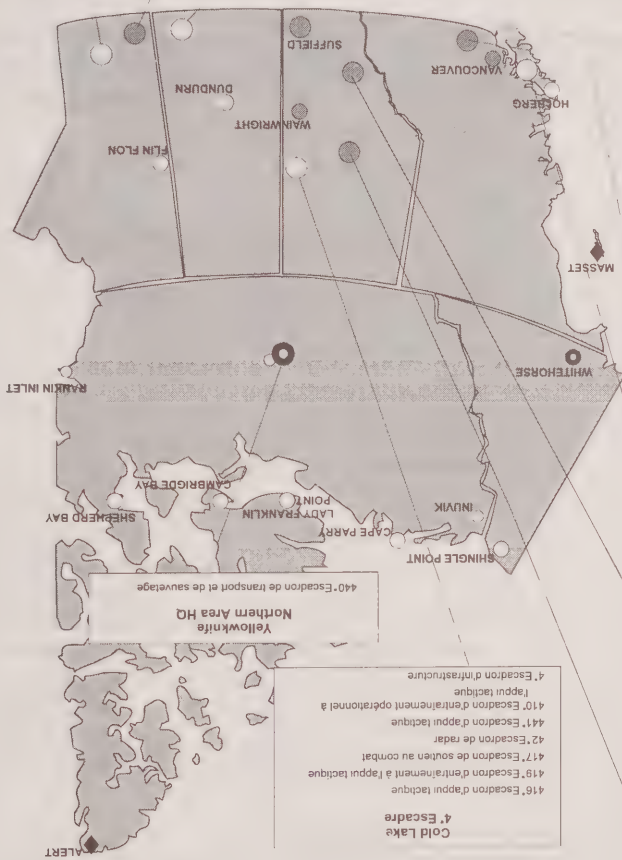 ALERT
Cold Lake
4ᵉ Escadre
416ᵉ Escadron d'appui tactique
419ᵉ Escadron d'entraînement à l'appui tactique
417ᵉ Escadron de soutien au combat
42ᵉ Escadron de radar
441ᵉ Escadron d'appui tactique
410ᵉ Escadron d'entraînement opérationnel à
l'appui tactique
4ᵉ Escadron d'infrastructure
Yellowknife
Northern Area HQ
440ᵉ Escadron de transport et de sauvetage
SHINGLE POINT
CAPE PARRY
INUVIK
LADY FRANKLIN
POINT
CAMBRIGDE BAY
SHEPHERD BAY
WHITEHORSE
RANKIN INLET
MASSET
FLIN FLON
WAINWRIGHT
HOLBERG
DUNDURN
VANCOUVER
SUFFIELD